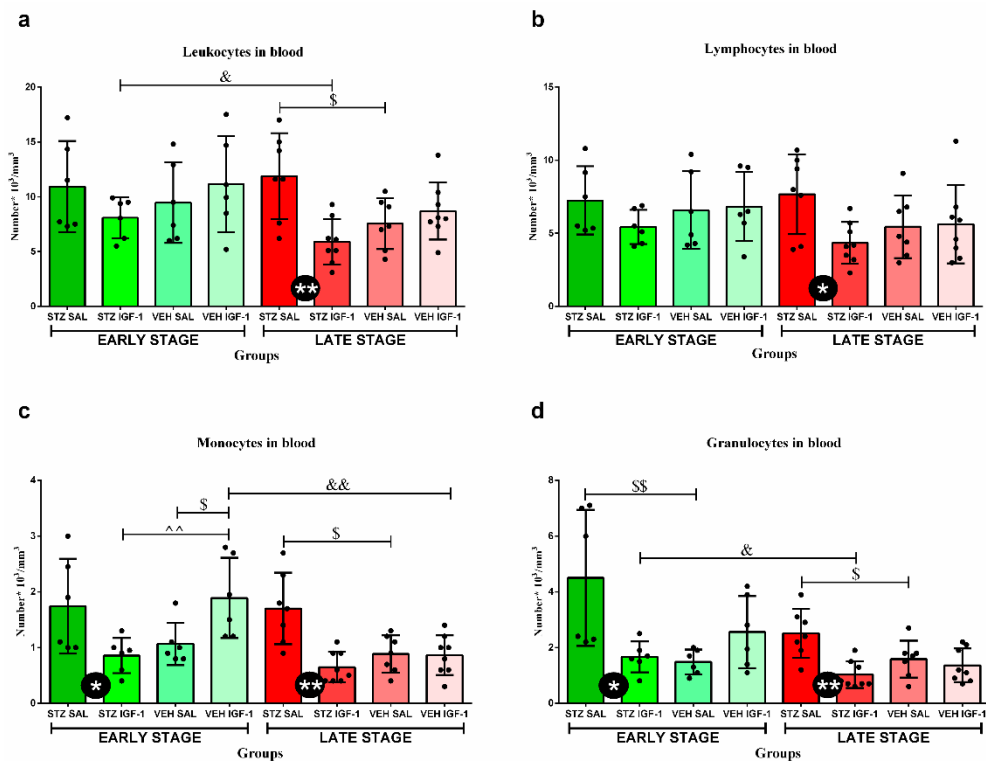 a
Leukocytes in blood
Number* 10³/mm³
20
15
10
5
0
&
$
**
STZ SAL STZ IGF-1 VEH SAL VEH IGF-1 STZ SAL STZ IGF-1 VEH SAL VEH IGF-1
EARLY STAGE LATE STAGE
Groups
b
Lymphocytes in blood
Number* 10³/mm³
15
10
5
0
*
STZ SAL STZ IGF-1 VEH SAL VEH IGF-1 STZ SAL STZ IGF-1 VEH SAL VEH IGF-1
EARLY STAGE LATE STAGE
Groups
c
Monocytes in blood
Number* 10³/mm³
4
3
2
1
0
&&
$
^^
$
*
**
STZ SAL STZ IGF-1 VEH SAL VEH IGF-1 STZ SAL STZ IGF-1 VEH SAL VEH IGF-1
EARLY STAGE LATE STAGE
Groups
d
Granulocytes in blood
Number* 10³/mm³
8
6
4
2
0
$$
&
$
*
**
STZ SAL STZ IGF-1 VEH SAL VEH IGF-1 STZ SAL STZ IGF-1 VEH SAL VEH IGF-1
EARLY STAGE LATE STAGE
Groups